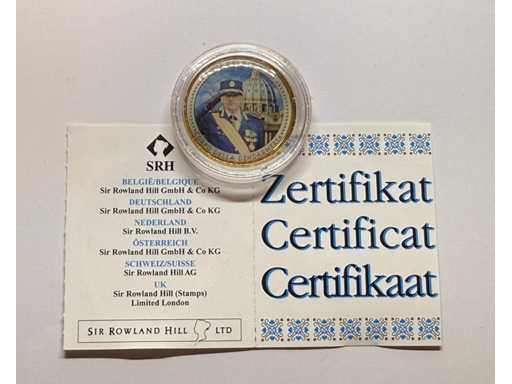 SRH
BELGIË/BELGIQUE
Sir Rowland Hill GmbH & Co KG
DEUTSCHLAND
Sir Rowland Hill GmbH & Co KG
NEDERLAND
Sir Rowland Hill B.V.
ÖSTERREICH
Sir Rowland Hill GmbH & Co KG
SCHWEIZ/SUISSE
Sir Rowland Hill AG
UK
Sir Rowland Hill (Stamps)
Limited London
SIR ROWLAND HILL LTD
Zertifikat
Certificat
Certifikaat